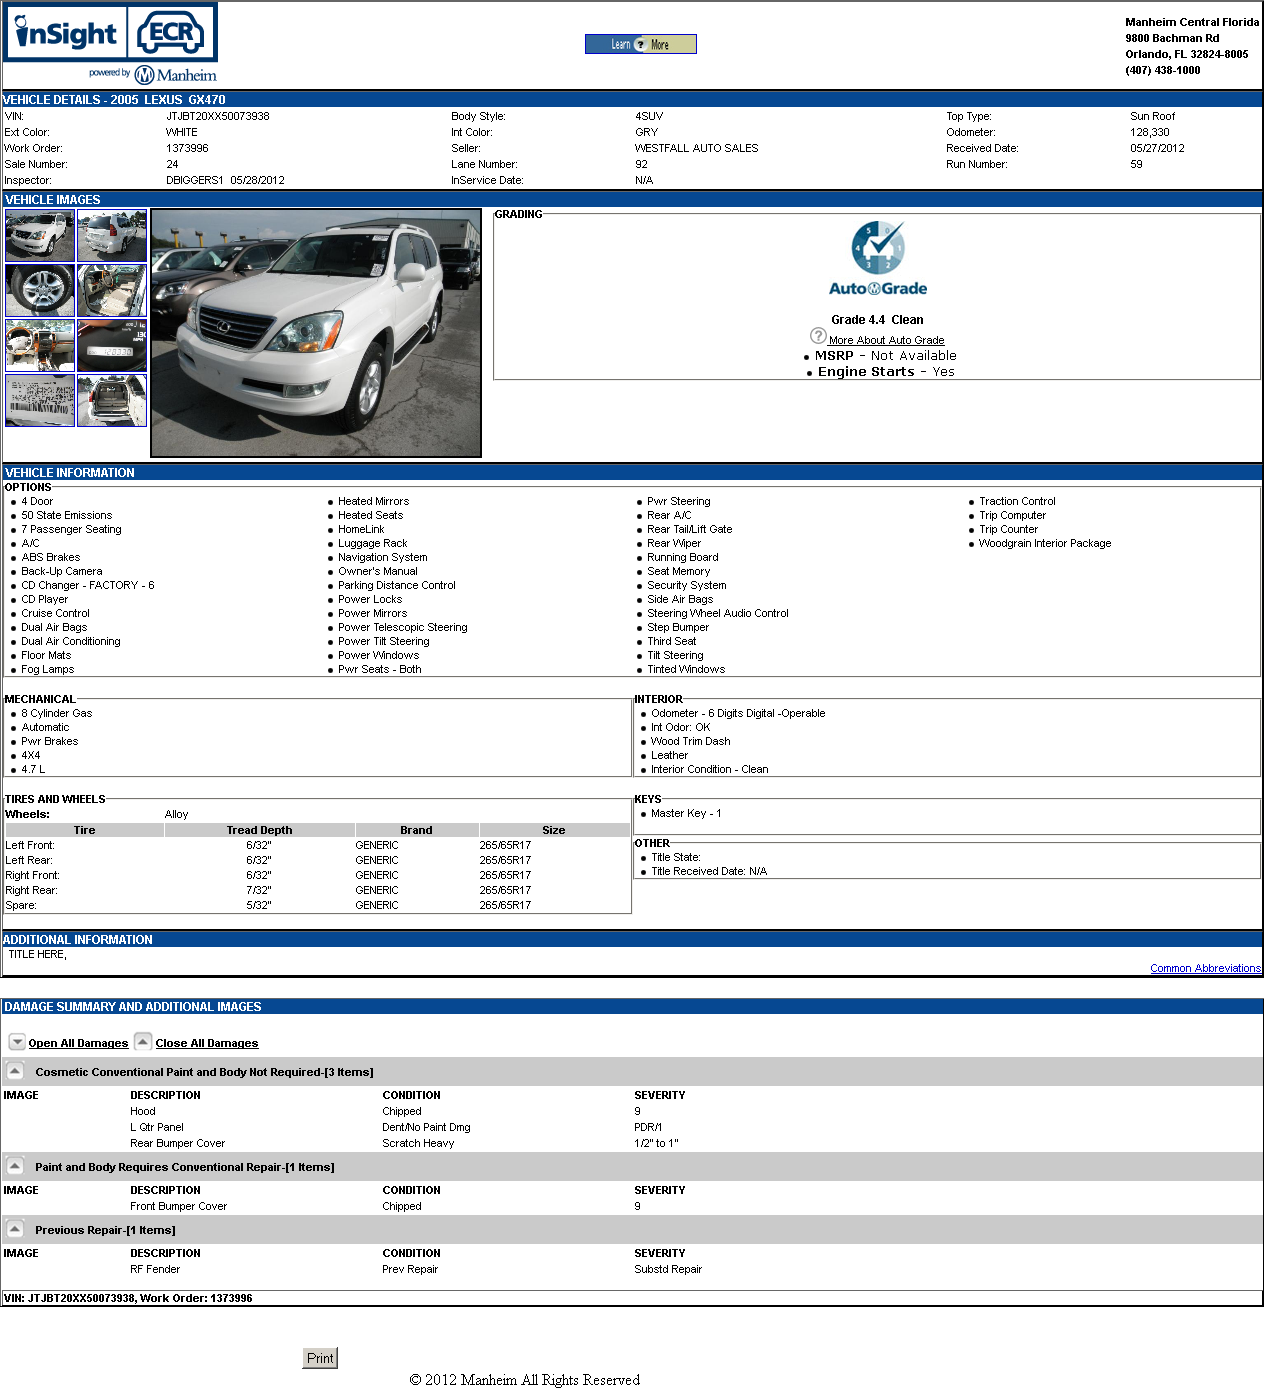 inSight ECR
powered by Manheim
Learn ? More
Manheim Central Florida
9800 Bachman Rd
Orlando, FL 32824-8005
(407) 438-1000
VEHICLE DETAILS - 2005 LEXUS GX470
VIN: JTJBT20XX50073938 Body Style: 4SUV Top Type: Sun Roof
Ext Color: WHITE Int Color: GRY Odometer: 128,330
Work Order: 1373996 Seller: WESTFALL AUTO SALES Received Date: 05/27/2012
Sale Number: 24 Lane Number: 92 Run Number: 59
Inspector: DBIGGERS1 05/28/2012 InService Date: N/A
VEHICLE IMAGES
GRADING
5 0 4 1 3 2
AutoGrade
Grade 4.4 Clean
? More About Auto Grade
MSRP - Not Available
Engine Starts - Yes
VEHICLE INFORMATION
OPTIONS
4 Door
50 State Emissions
7 Passenger Seating
A/C
ABS Brakes
Back-Up Camera
CD Changer - FACTORY - 6
CD Player
Cruise Control
Dual Air Bags
Dual Air Conditioning
Floor Mats
Fog Lamps
Heated Mirrors
Heated Seats
HomeLink
Luggage Rack
Navigation System
Owner's Manual
Parking Distance Control
Power Locks
Power Mirrors
Power Telescopic Steering
Power Tilt Steering
Power Windows
Pwr Seats - Both
Pwr Steering
Rear A/C
Rear Tail/Lift Gate
Rear Wiper
Running Board
Seat Memory
Security System
Side Air Bags
Steering Wheel Audio Control
Step Bumper
Third Seat
Tilt Steering
Tinted Windows
Traction Control
Trip Computer
Trip Counter
Woodgrain Interior Package
MECHANICAL
8 Cylinder Gas
Automatic
Pwr Brakes
4X4
4.7 L
INTERIOR
Odometer - 6 Digits Digital -Operable
Int Odor: OK
Wood Trim Dash
Leather
Interior Condition - Clean
TIRES AND WHEELS
Wheels: Alloy
Tire Tread Depth Brand Size
Left Front: 6/32" GENERIC 265/65R17
Left Rear: 6/32" GENERIC 265/65R17
Right Front: 6/32" GENERIC 265/65R17
Right Rear: 7/32" GENERIC 265/65R17
Spare: 5/32" GENERIC 265/65R17
KEYS
Master Key - 1
OTHER
Title State:
Title Received Date: N/A
ADDITIONAL INFORMATION
TITLE HERE,
Common Abbreviations
DAMAGE SUMMARY AND ADDITIONAL IMAGES
Open All Damages Close All Damages
Cosmetic Conventional Paint and Body Not Required-[3 Items]
IMAGE DESCRIPTION CONDITION SEVERITY
Hood Chipped 9
L Qtr Panel Dent/No Paint Dmg PDR/1
Rear Bumper Cover Scratch Heavy 1/2" to 1"
Paint and Body Requires Conventional Repair-[1 Items]
IMAGE DESCRIPTION CONDITION SEVERITY
Front Bumper Cover Chipped 9
Previous Repair-[1 Items]
IMAGE DESCRIPTION CONDITION SEVERITY
RF Fender Prev Repair Substd Repair
VIN: JTJBT20XX50073938, Work Order: 1373996
Print
© 2012 Manheim All Rights Reserved